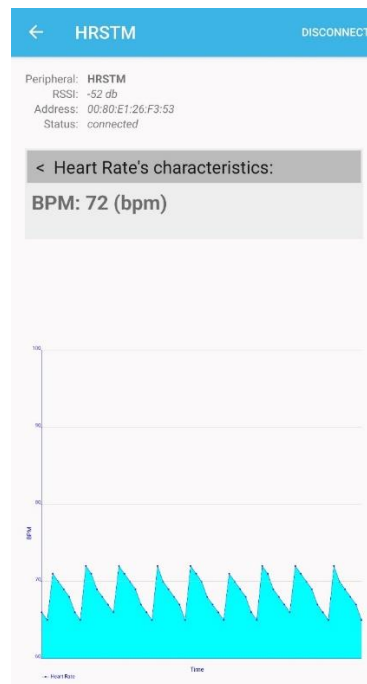 ← HRSTM DISCONNECT
Peripheral: HRSTM
RSSI: -52 db
Address: 00:80:E1:26:F3:53
Status: connected
< Heart Rate's characteristics:
BPM: 72 (bpm)
100
90
80
BPM
70
60
Time
Heart Rate